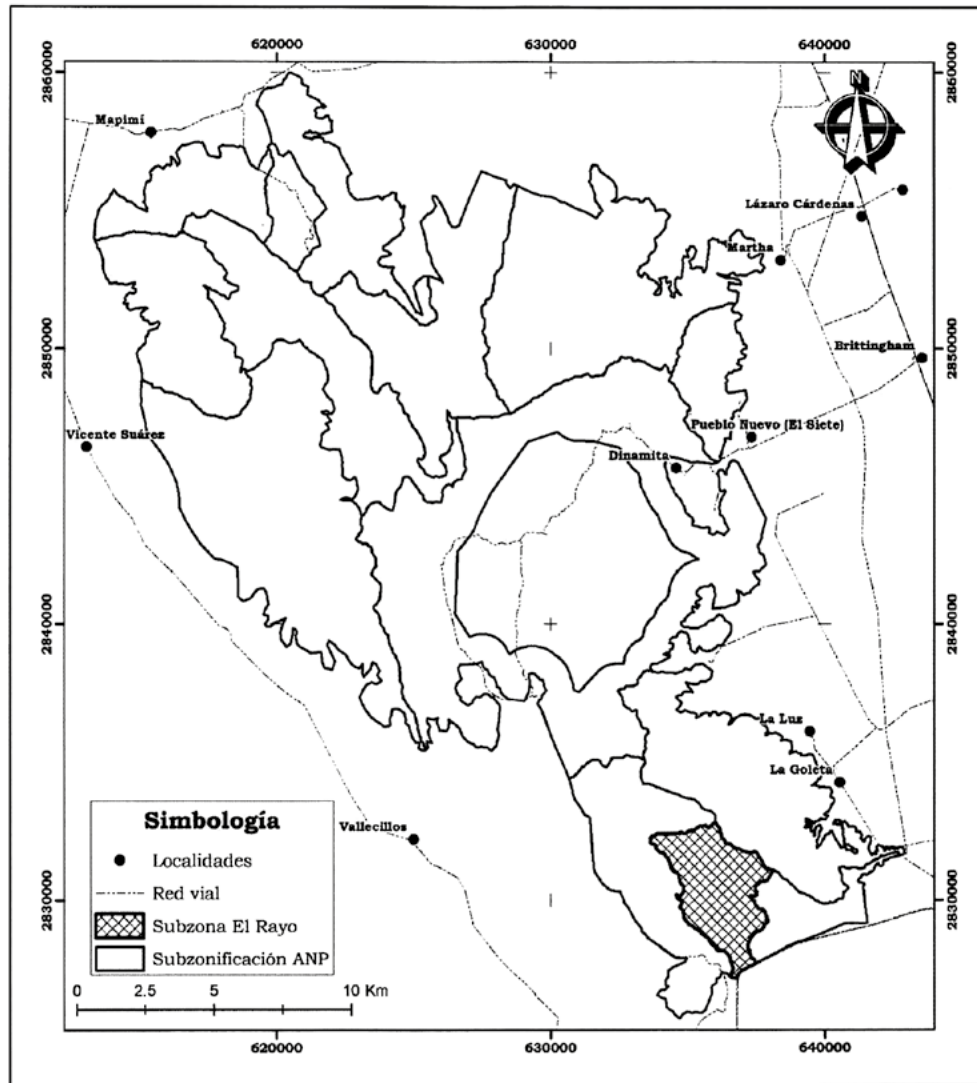 620000
630000
640000
2860000
2860000
N
Mapimí
Lázaro Cárdenas
Martha
2850000
2850000
Brittingham
Pueblo Nuevo (El Siete)
Vicente Suárez
Dinamita
2840000
2840000
La Luz
La Goleta
Vallecillos
Simbología
Localidades
Red vial
Subzona El Rayo
Subzonificación ANP
2830000
2830000
0 2.5 5 10 Km
620000
630000
640000